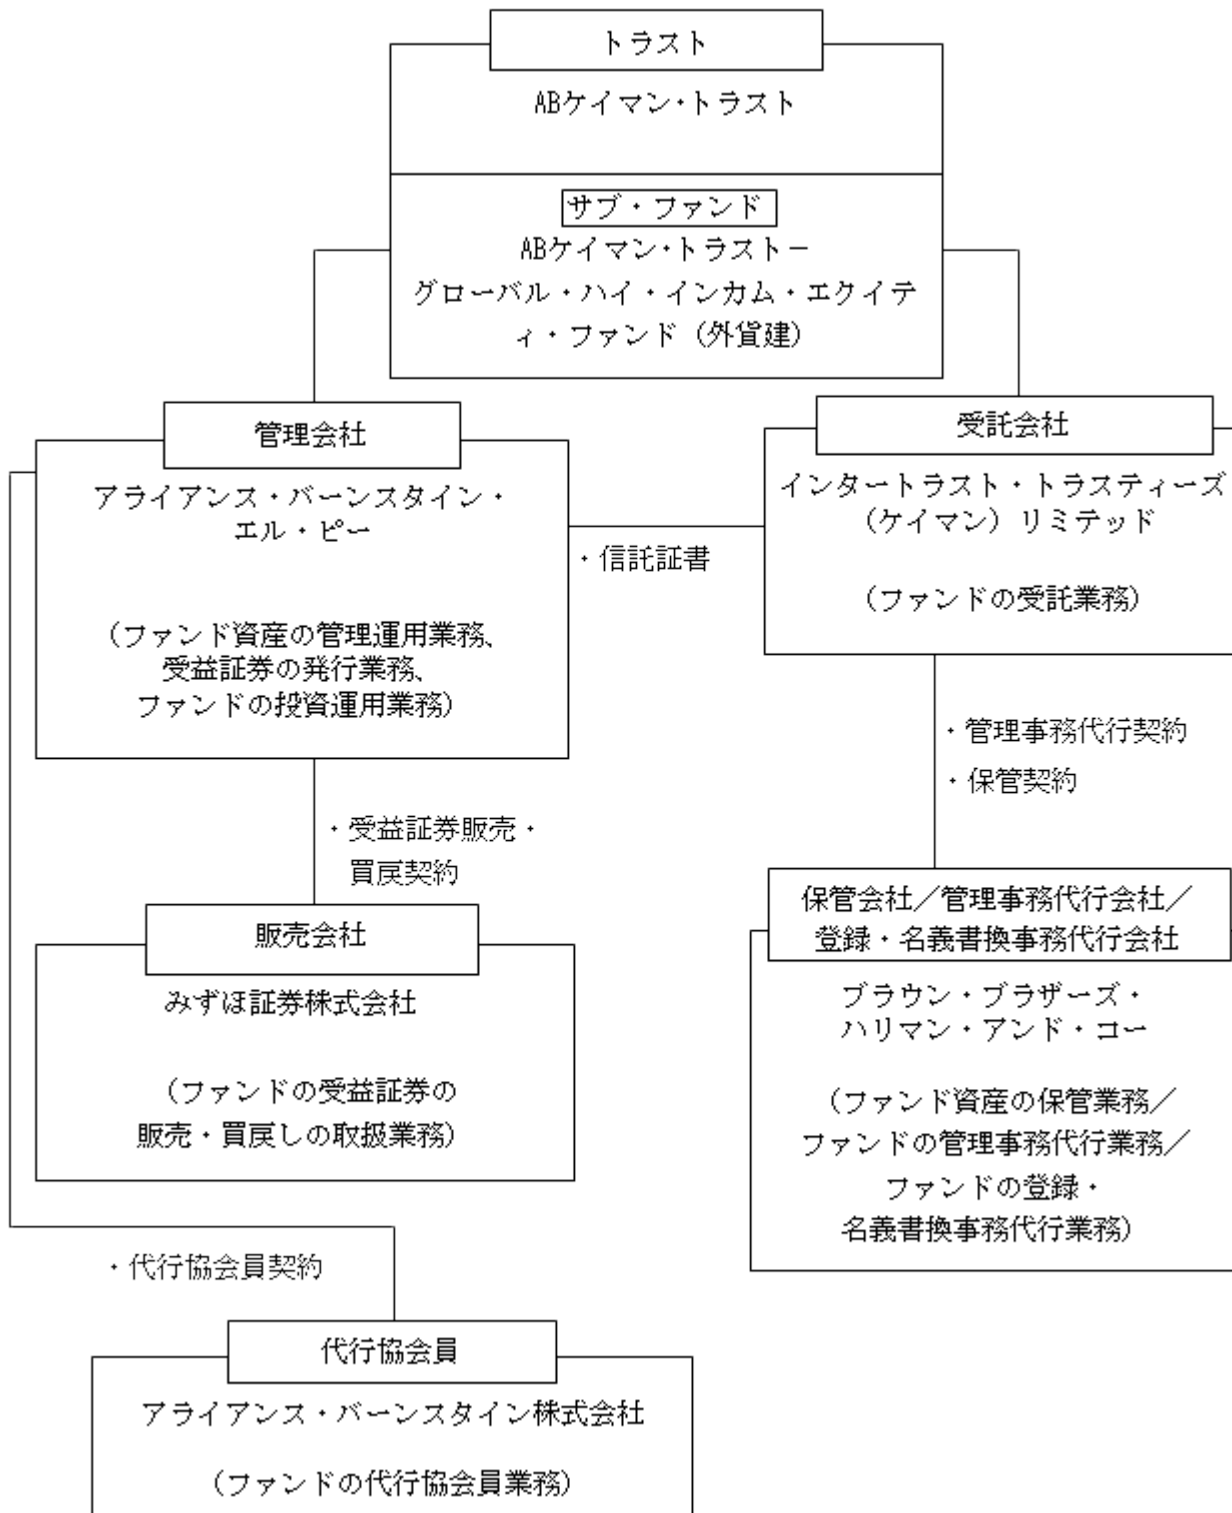 トラスト
ABケイマン・トラスト
サブ・ファンド
ABケイマン・トラスト－
グローバル・ハイ・インカム・エクイテ
ィ・ファンド（外貨建）
管理会社
アライアンス・バーンスタイン・
エル・ピー
（ファンド資産の管理運用業務、
受益証券の発行業務、
ファンドの投資運用業務）
・信託証書
受託会社
インタートラスト・トラスティーズ
（ケイマン）リミテッド
（ファンドの受託業務）
・管理事務代行契約
・保管契約
・受益証券販売・
買戻契約
販売会社
みずほ証券株式会社
（ファンドの受益証券の
販売・買戻しの取扱業務）
保管会社／管理事務代行会社／
登録・名義書換事務代行会社
ブラウン・ブラザーズ・
ハリマン・アンド・コー
（ファンド資産の保管業務／
ファンドの管理事務代行業務／
ファンドの登録・
名義書換事務代行業務）
・代行協会員契約
代行協会員
アライアンス・バーンスタイン株式会社
（ファンドの代行協会員業務）